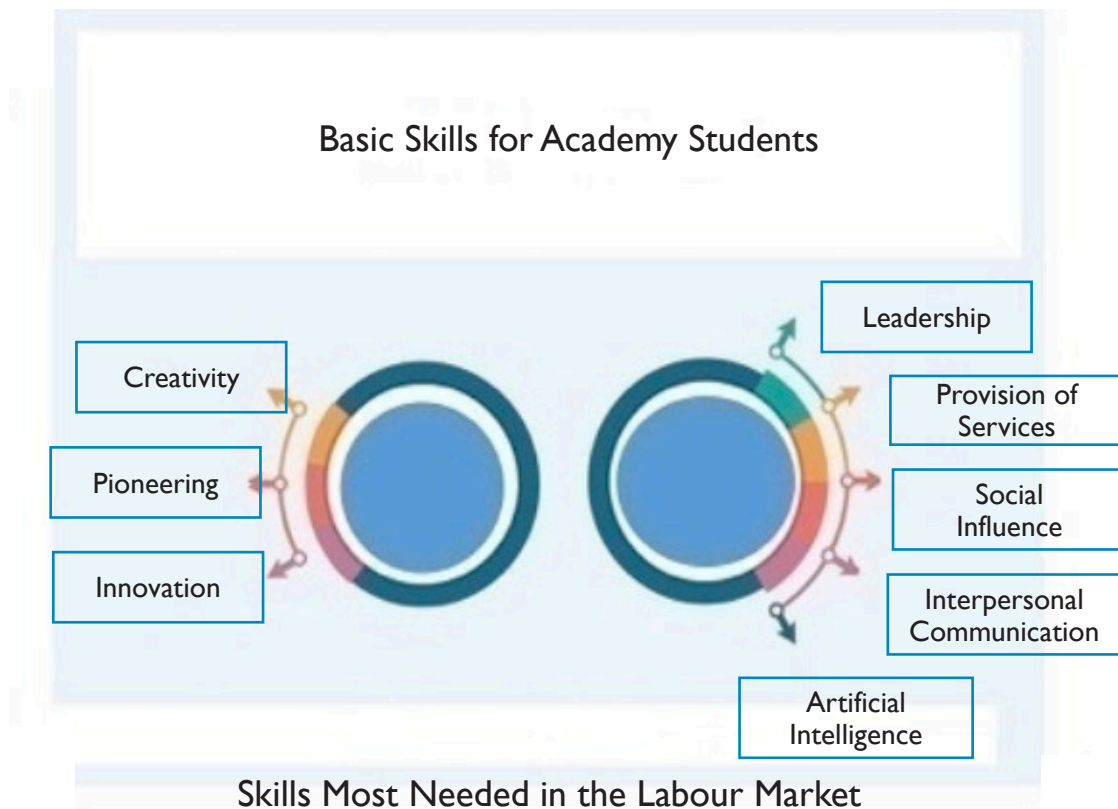 Basic Skills for Academy Students
Creativity
Pioneering
Innovation
Leadership
Provision of
Services
Social
Influence
Interpersonal
Communication
Artificial
Intelligence
Skills Most Needed in the Labour Market